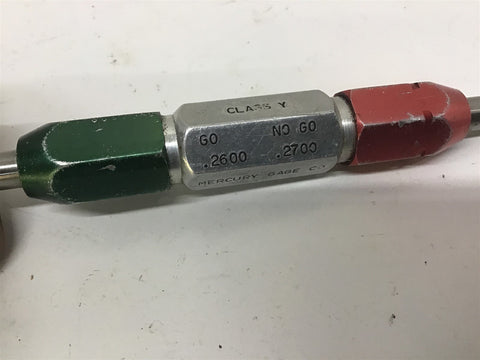 CLASS Y
GO NO GO
.2600 .2700
MERCURY GAGE CO